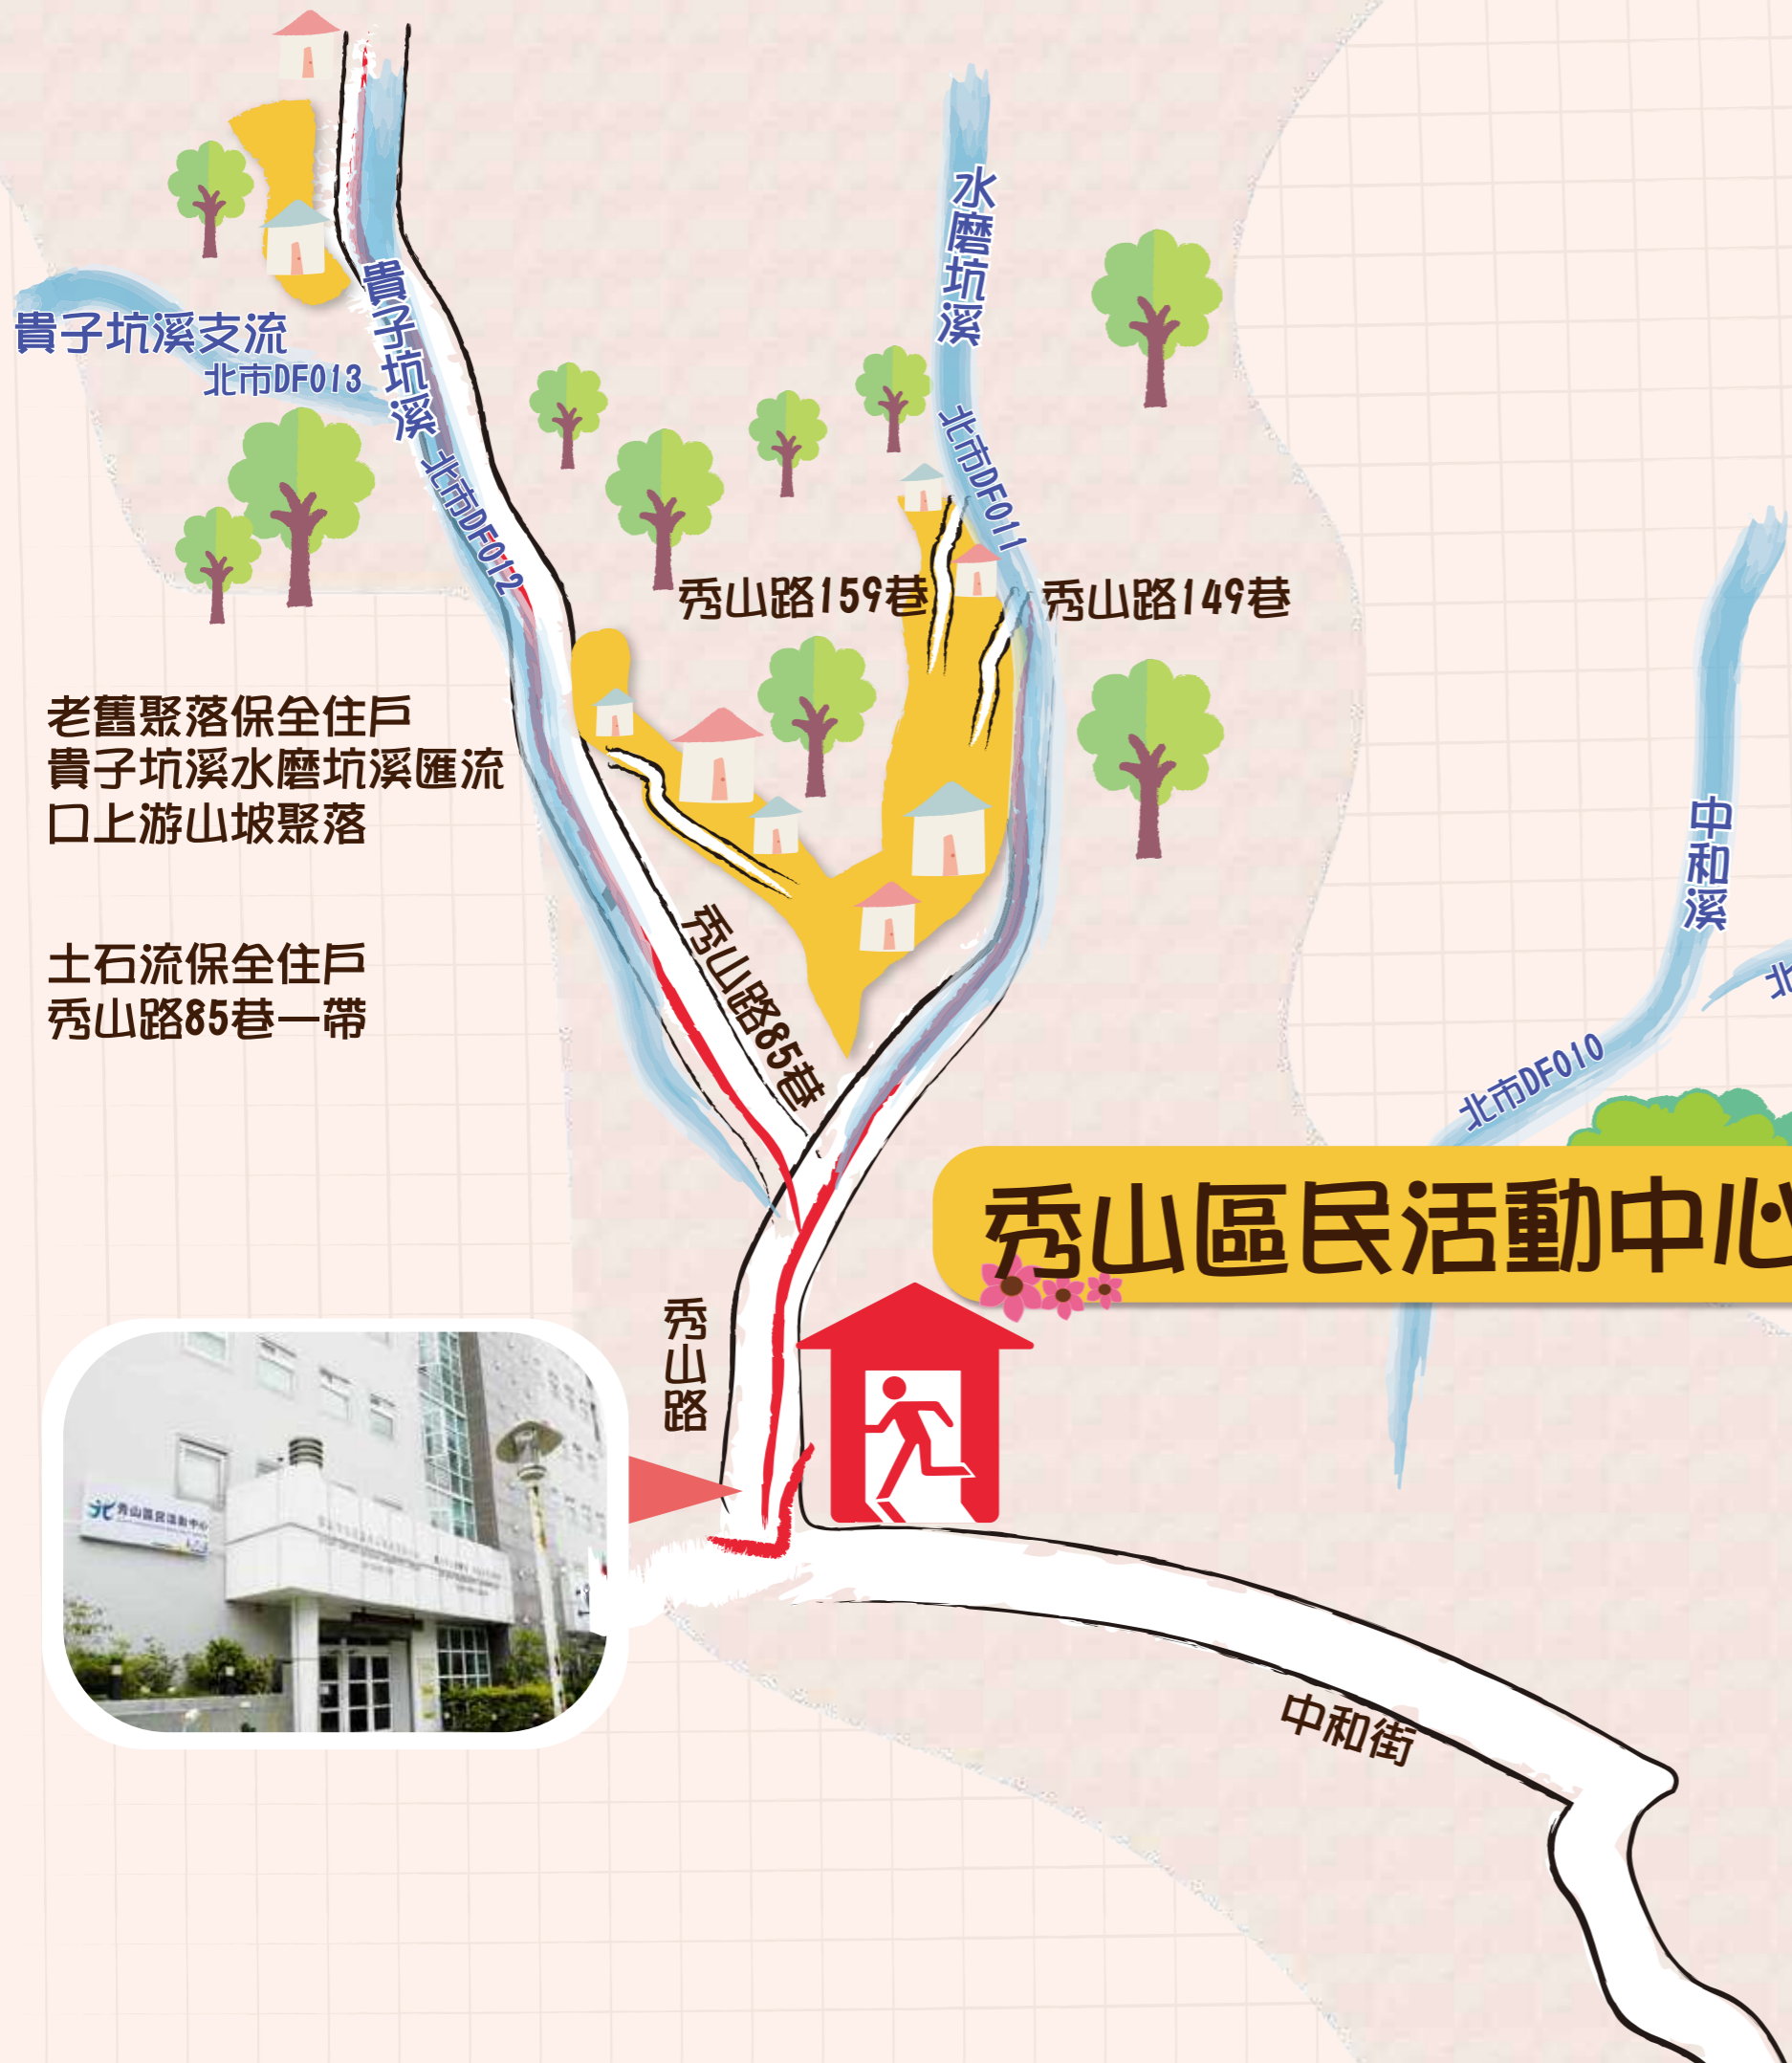 水磨坑溪
貴子坑溪
貴子坑溪支流
北市DF013
北市DF011
北市DF012
秀山路159巷
秀山路149巷
老舊聚落保全住戶
貴子坑溪水磨坑溪匯流
口上游山坡聚落
中和溪
土石流保全住戶
秀山路85巷一帶
秀山路85巷
北
北市DF010
秀山區民活動中心
秀山路
秀山區民活動中心
中和街